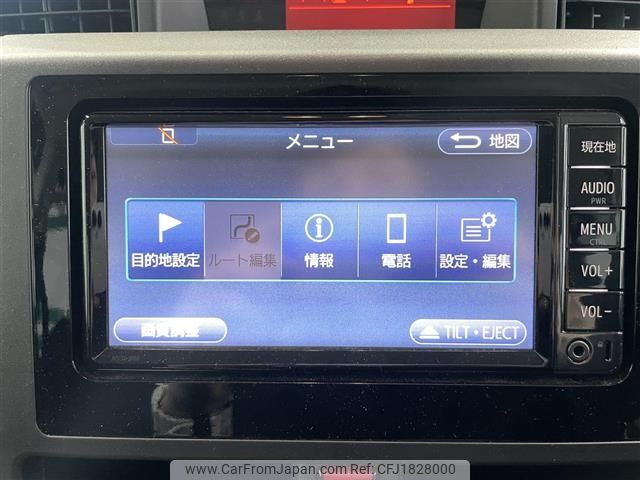 メニュー
地図
目的地設定
ルート編集
情報
電話
設定・編集
画質調整
TILT・EJECT
現在地
AUDIO
PWR
MENU
CTRL
VOL+
VOL-
www.CarFromJapan.com - ID:CFJ1828000